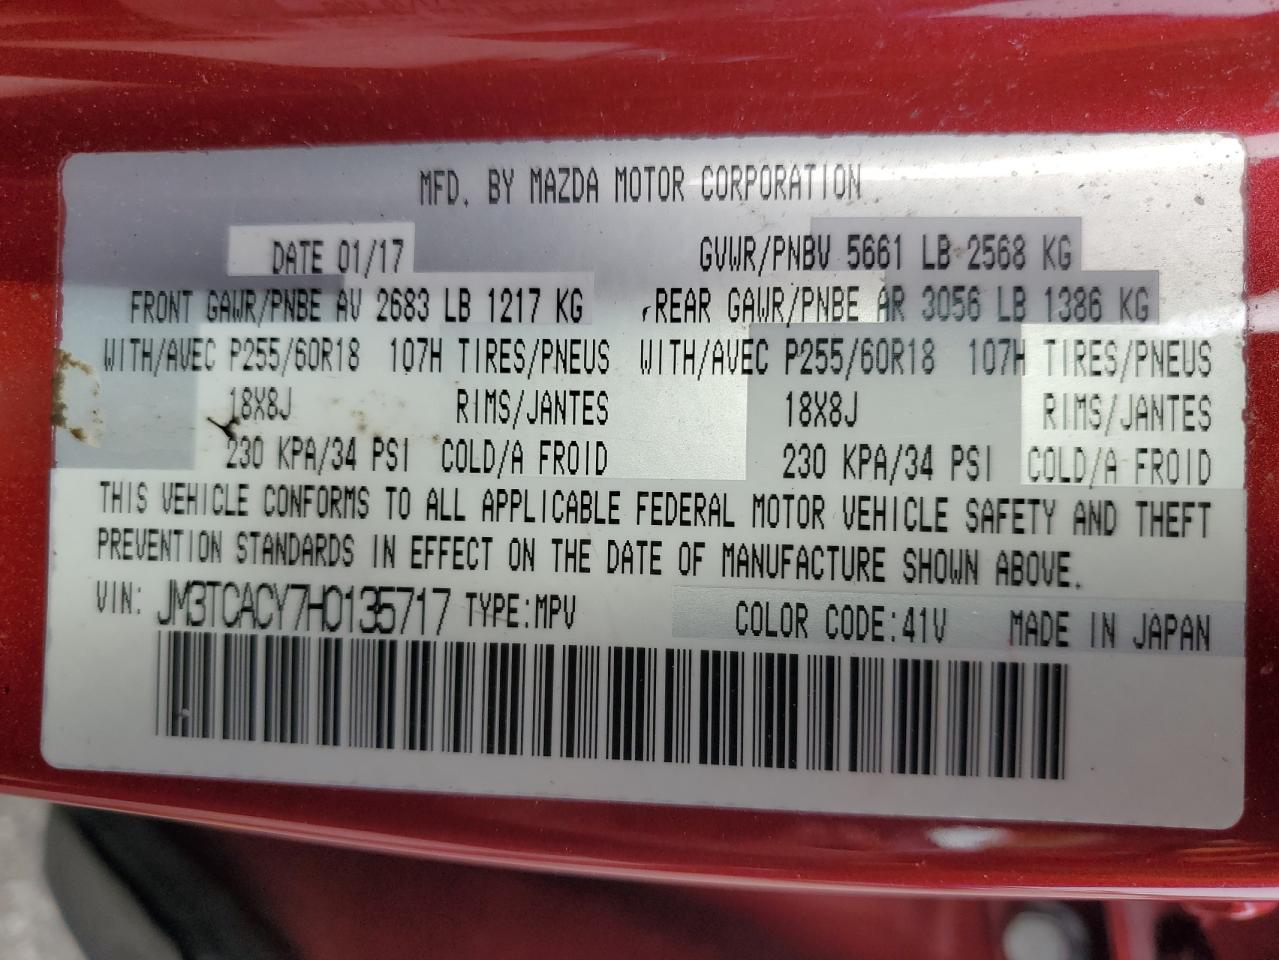 MFD. BY MAZDA MOTOR CORPORATION
DATE 01/17 GVWR/PNBV 5661 LB 2568 KG
FRONT GAWR/PNBE AV 2683 LB 1217 KG REAR GAWR/PNBE AR 3056 LB 1386 KG
WITH/AVEC P255/60R18 107H TIRES/PNEUS WITH/AVEC P255/60R18 107H TIRES/PNEUS
18X8J RIMS/JANTES 18X8J RIMS/JANTES
230 KPA/34 PSI COLD/A FROID 230 KPA/34 PSI COLD/A FROID
THIS VEHICLE CONFORMS TO ALL APPLICABLE FEDERAL MOTOR VEHICLE SAFETY AND THEFT
PREVENTION STANDARDS IN EFFECT ON THE DATE OF MANUFACTURE SHOWN ABOVE.
VIN: JM3TCACY7H0135717 TYPE:MPV COLOR CODE:41V MADE IN JAPAN